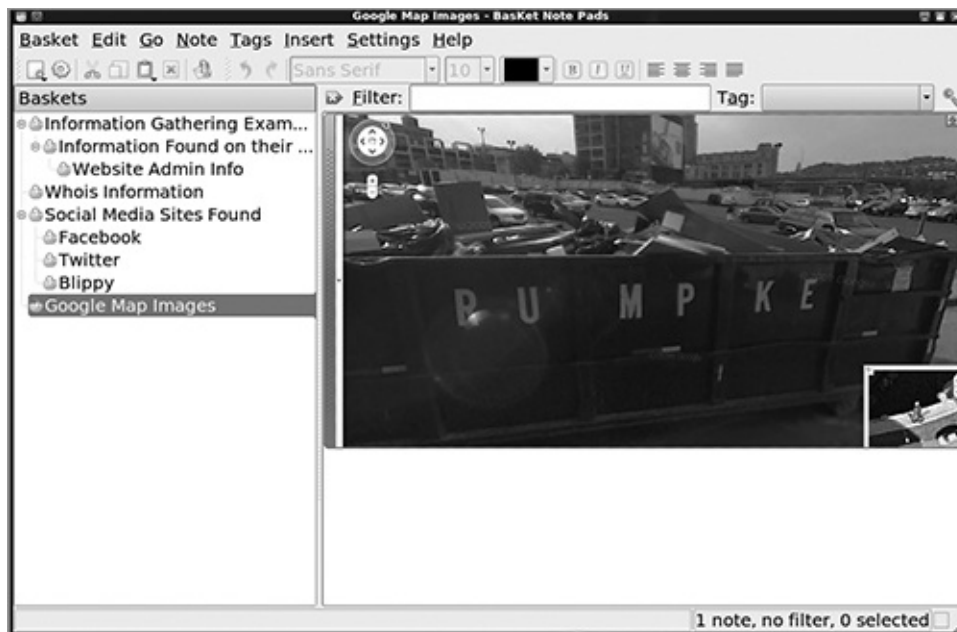 Google Map Images - BasKet Note Pads
Basket Edit Go Note Tags Insert Settings Help
Sans Serif 10 B I U
Baskets
Filter: Tag:
Information Gathering Exam...
Information Found on their ...
Website Admin Info
Whois Information
Social Media Sites Found
Facebook
Twitter
Blippy
Google Map Images
RUMPKE
1 note, no filter, 0 selected